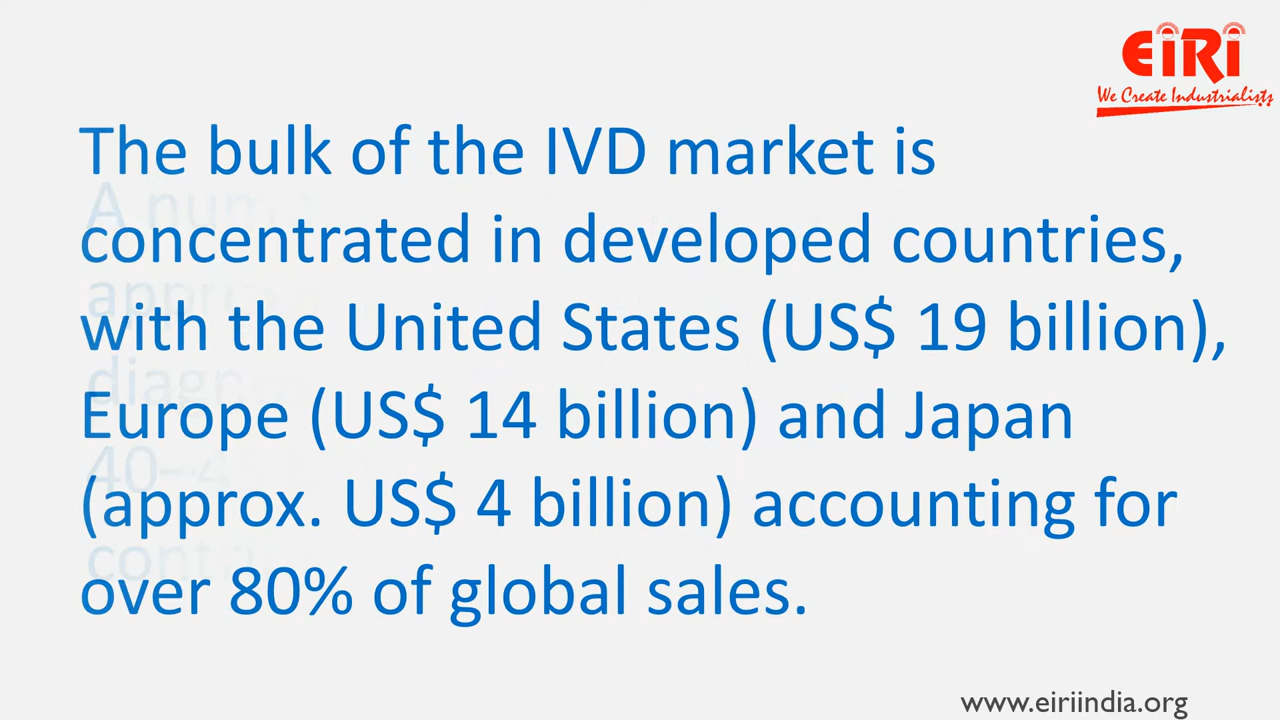 EiRi
We Create Industrialists
The bulk of the IVD market is
concentrated in developed countries,
with the United States (US$ 19 billion),
Europe (US$ 14 billion) and Japan
(approx. US$ 4 billion) accounting for
over 80% of global sales.
www.eiriindia.org